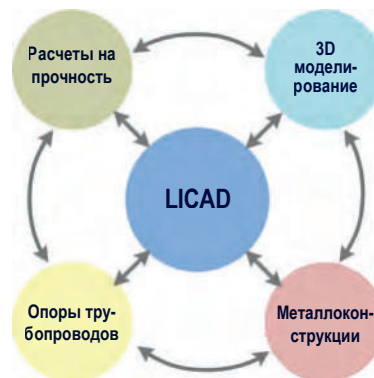 Расчеты на
прочность
3D
модели-
рование
LICAD
Опоры тру-
бопроводов
Металлокон-
струкции